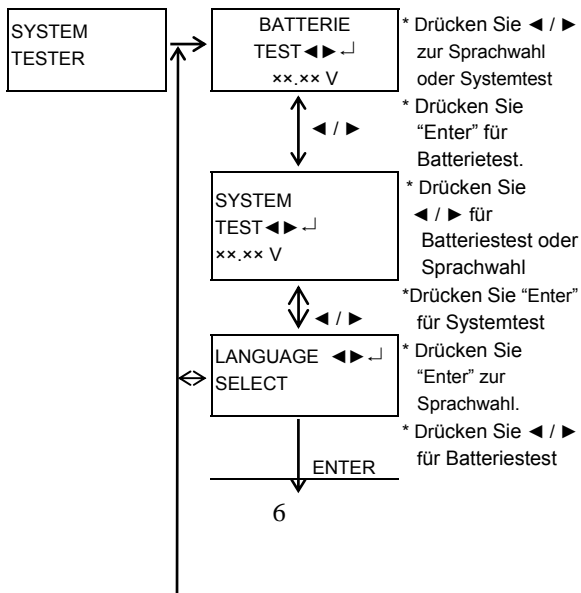 SYSTEM
TESTER
BATTERIE
TEST◄►↵
××.×× V
* Drücken Sie ◄ / ►
zur Sprachwahl
oder Systemtest
* Drücken Sie
“Enter” für
Batterietest.
◄ / ►
SYSTEM
TEST◄►↵
××.×× V
* Drücken Sie
◄ / ► für
Batteriestest oder
Sprachwahl
*Drücken Sie “Enter”
für Systemtest
◄ / ►
LANGUAGE ◄►↵
SELECT
* Drücken Sie
“Enter” zur
Sprachwahl.
* Drücken Sie ◄ / ►
für Batteriestest
ENTER
6